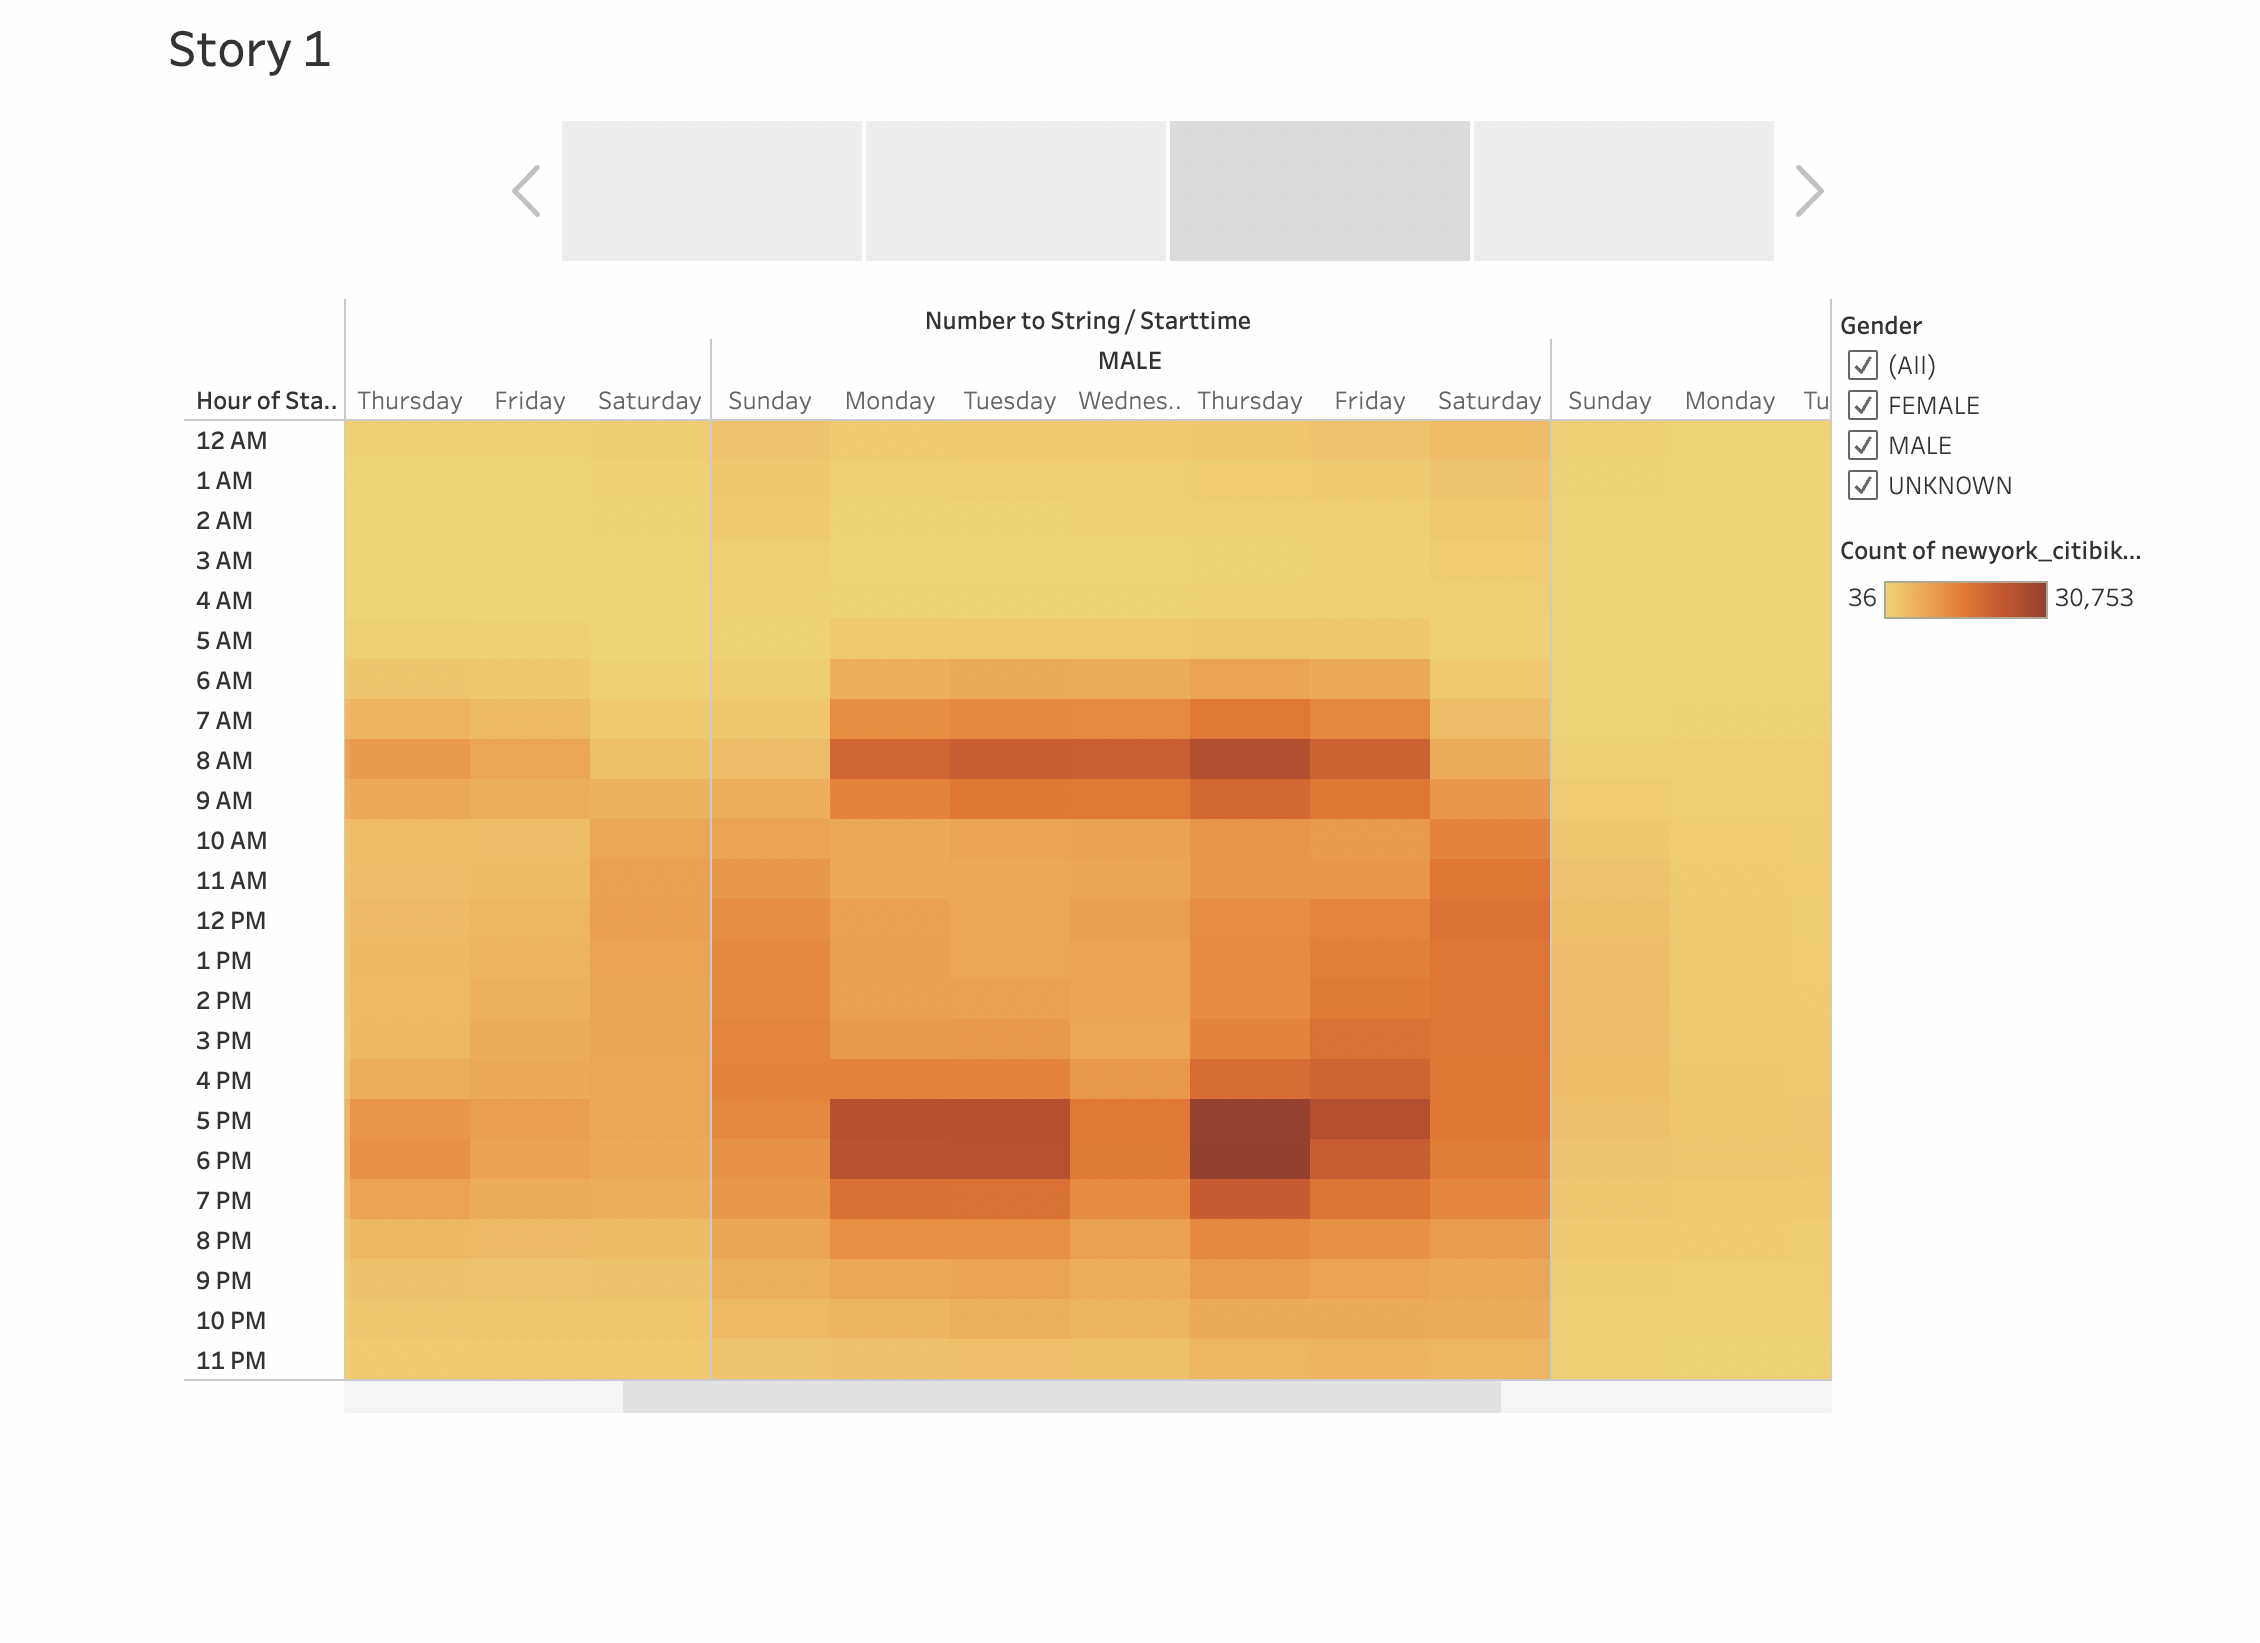 Story 1
Number to String / Starttime
MALE
Hour of Sta.. Thursday Friday Saturday Sunday Monday Tuesday Wednes.. Thursday Friday Saturday Sunday Monday Tu
12 AM
1 AM
2 AM
3 AM
4 AM
5 AM
6 AM
7 AM
8 AM
9 AM
10 AM
11 AM
12 PM
1 PM
2 PM
3 PM
4 PM
5 PM
6 PM
7 PM
8 PM
9 PM
10 PM
11 PM
Gender
(All)
FEMALE
MALE
UNKNOWN
Count of newyork_citibik...
36 30,753